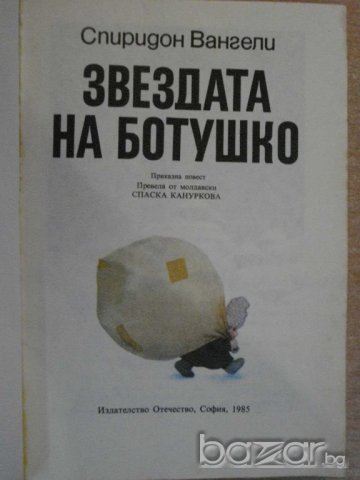 Спиридон Вангели
ЗВЕЗДАТА
НА БОТУШКО
Приказна повест
Превела от молдавски
СПАСКА КАНУРКОВА
Издателство Отечество, София, 1985
bazar.bg